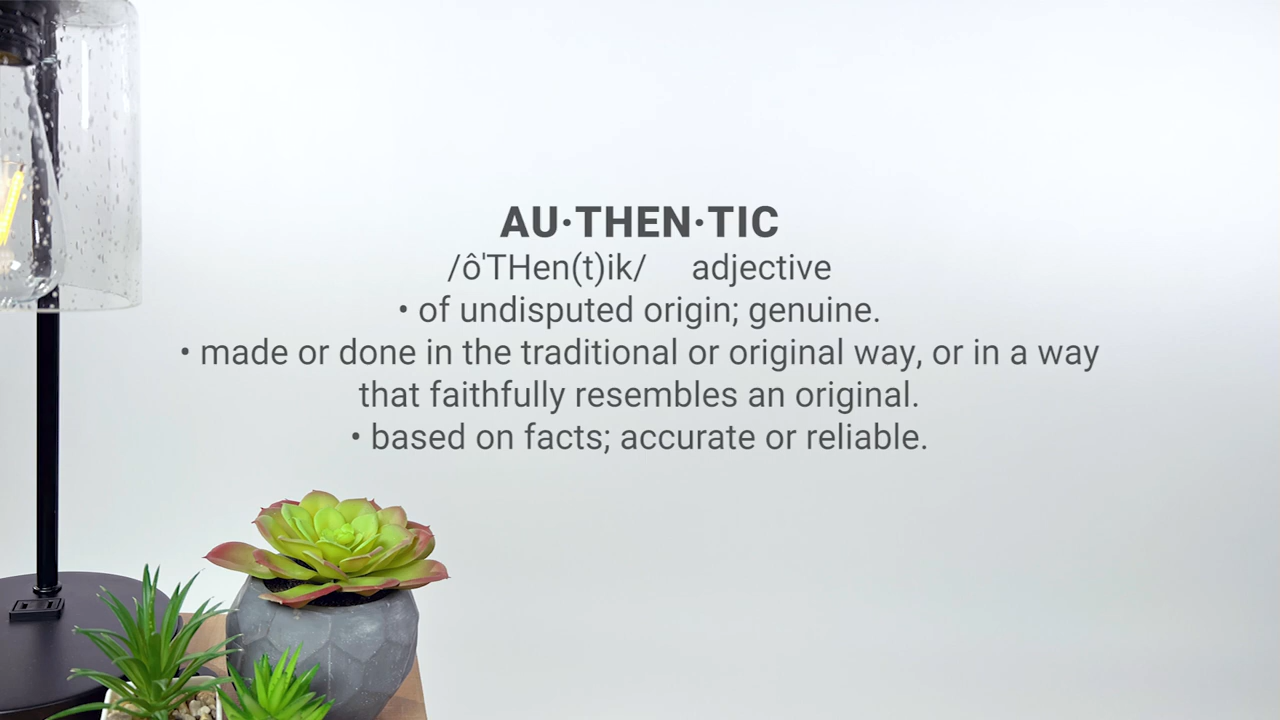 AU·THEN·TIC
/ô'THen(t)ik/ adjective
• of undisputed origin; genuine.
• made or done in the traditional or original way, or in a way
that faithfully resembles an original.
• based on facts; accurate or reliable.